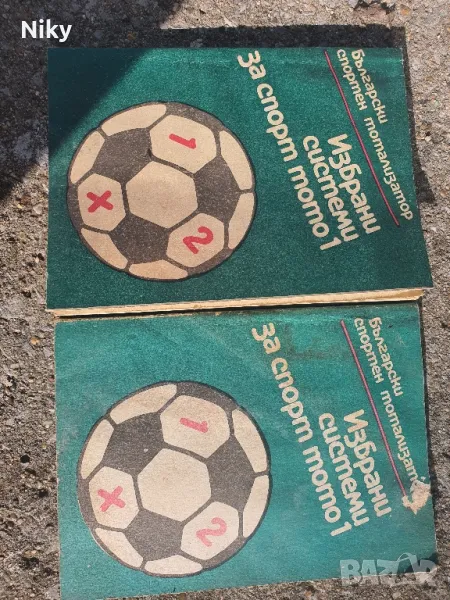 Niky
Български
спортен тотализатор
Избрани
системи
за спорт тото 1
1
X
2
Български
спортен тотализатор
Избрани
системи
за спорт тото 1
1
X
2
BAZAR